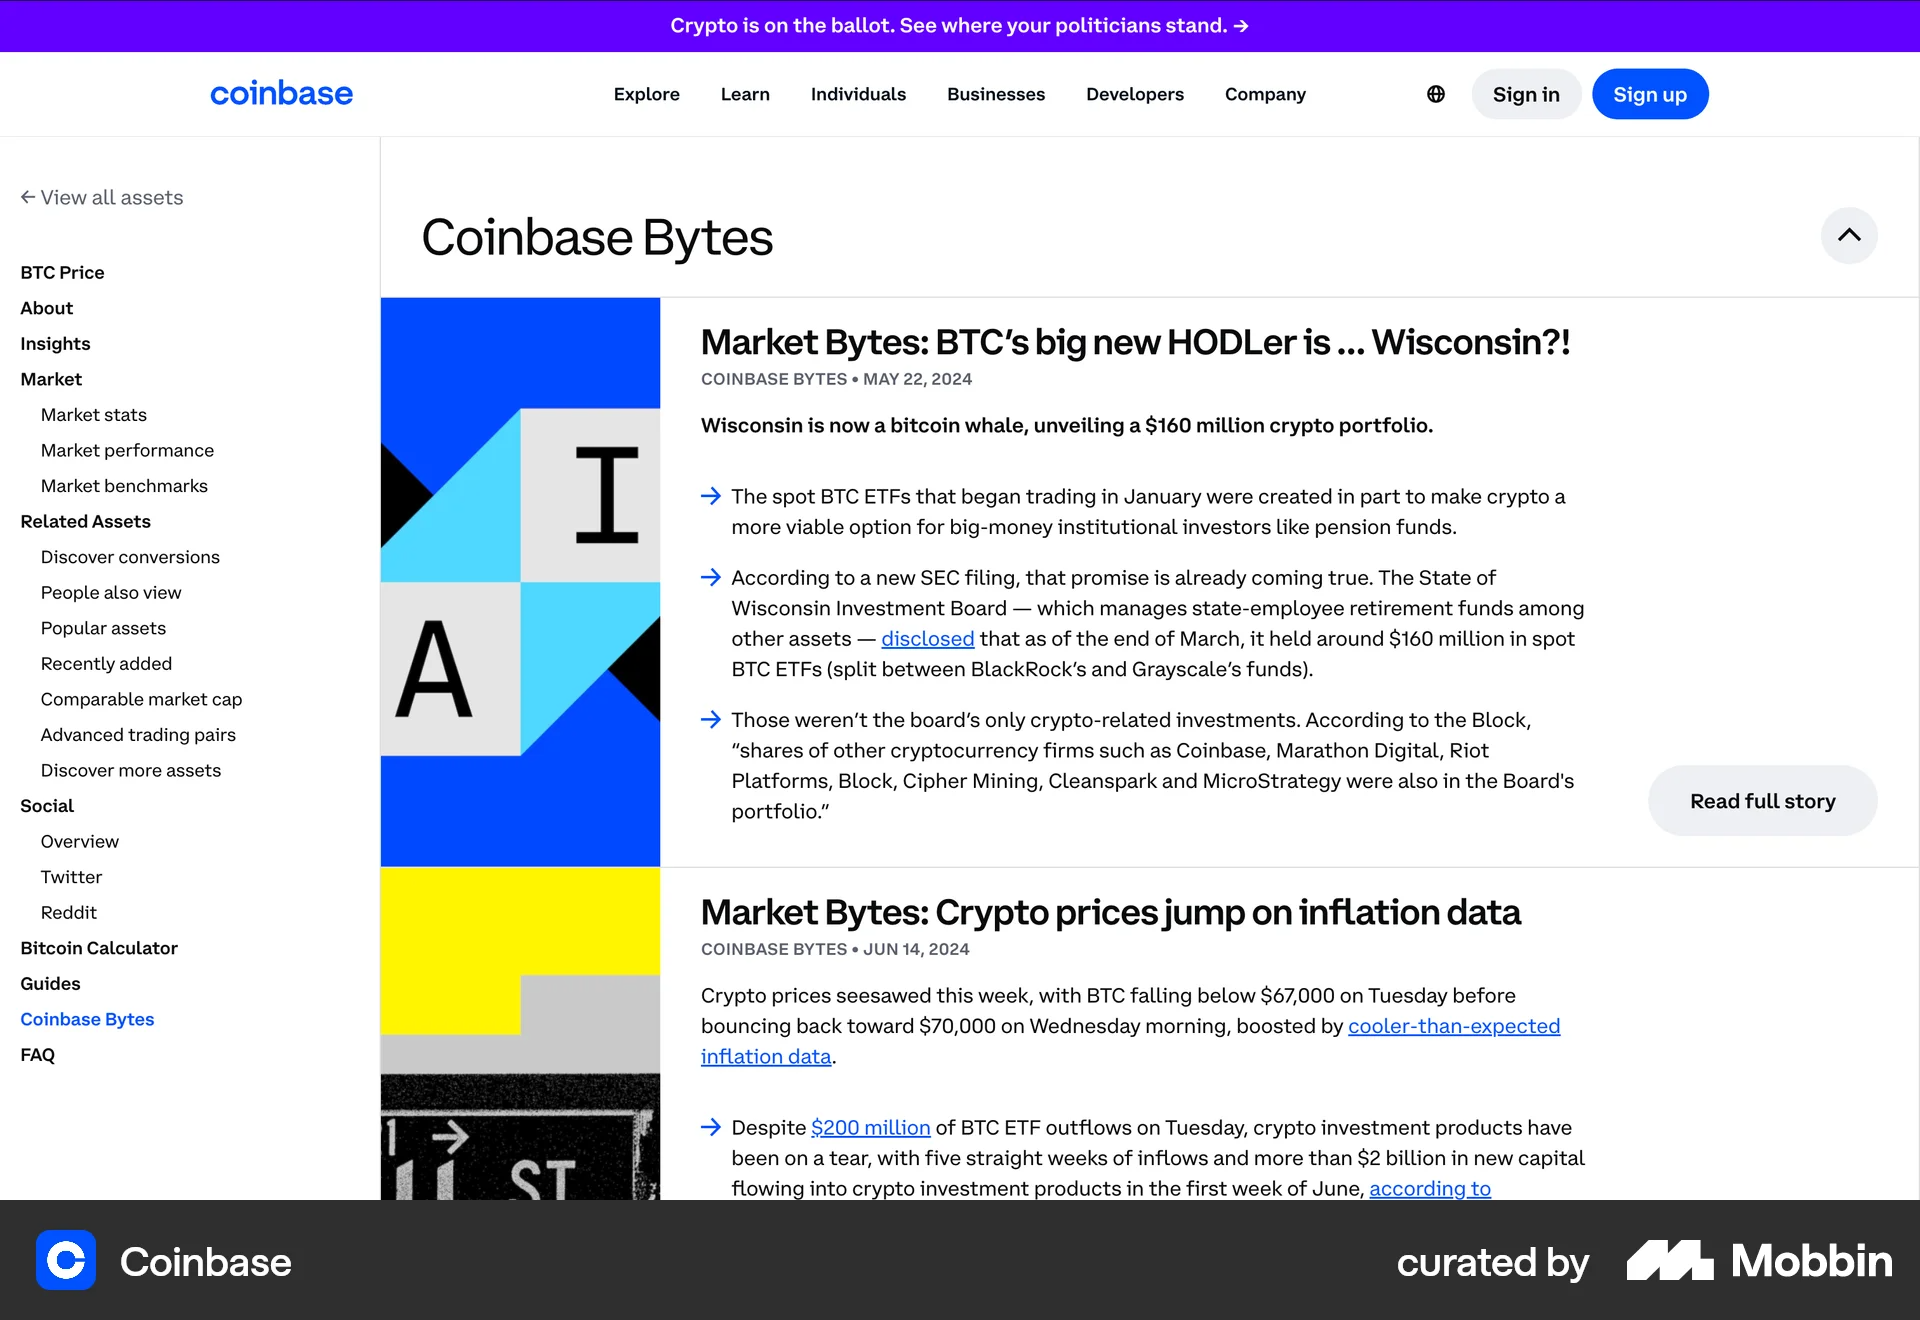 Crypto is on the ballot. See where your politicians stand. →
coinbase
Explore
Learn
Individuals
Businesses
Developers
Company
Sign in
Sign up
← View all assets
BTC Price
About
Insights
Market
Market stats
Market performance
Market benchmarks
Related Assets
Discover conversions
People also view
Popular assets
Recently added
Comparable market cap
Advanced trading pairs
Discover more assets
Social
Overview
Twitter
Reddit
Bitcoin Calculator
Guides
Coinbase Bytes
FAQ
Coinbase Bytes
I
A
Market Bytes: BTC’s big new HODLer is ... Wisconsin?!
COINBASE BYTES • MAY 22, 2024
Wisconsin is now a bitcoin whale, unveiling a $160 million crypto portfolio.
→ The spot BTC ETFs that began trading in January were created in part to make crypto a
more viable option for big-money institutional investors like pension funds.
→ According to a new SEC filing, that promise is already coming true. The State of
Wisconsin Investment Board — which manages state-employee retirement funds among
other assets — disclosed that as of the end of March, it held around $160 million in spot
BTC ETFs (split between BlackRock’s and Grayscale’s funds).
→ Those weren’t the board’s only crypto-related investments. According to the Block,
“shares of other cryptocurrency firms such as Coinbase, Marathon Digital, Riot
Platforms, Block, Cipher Mining, Cleanspark and MicroStrategy were also in the Board's
portfolio.”
Read full story
ST
Market Bytes: Crypto prices jump on inflation data
COINBASE BYTES • JUN 14, 2024
Crypto prices seesawed this week, with BTC falling below $67,000 on Tuesday before
bouncing back toward $70,000 on Wednesday morning, boosted by cooler-than-expected
inflation data.
→ Despite $200 million of BTC ETF outflows on Tuesday, crypto investment products have
been on a tear, with five straight weeks of inflows and more than $2 billion in new capital
flowing into crypto investment products in the first week of June, according to
Coinbase
curated by
Mobbin